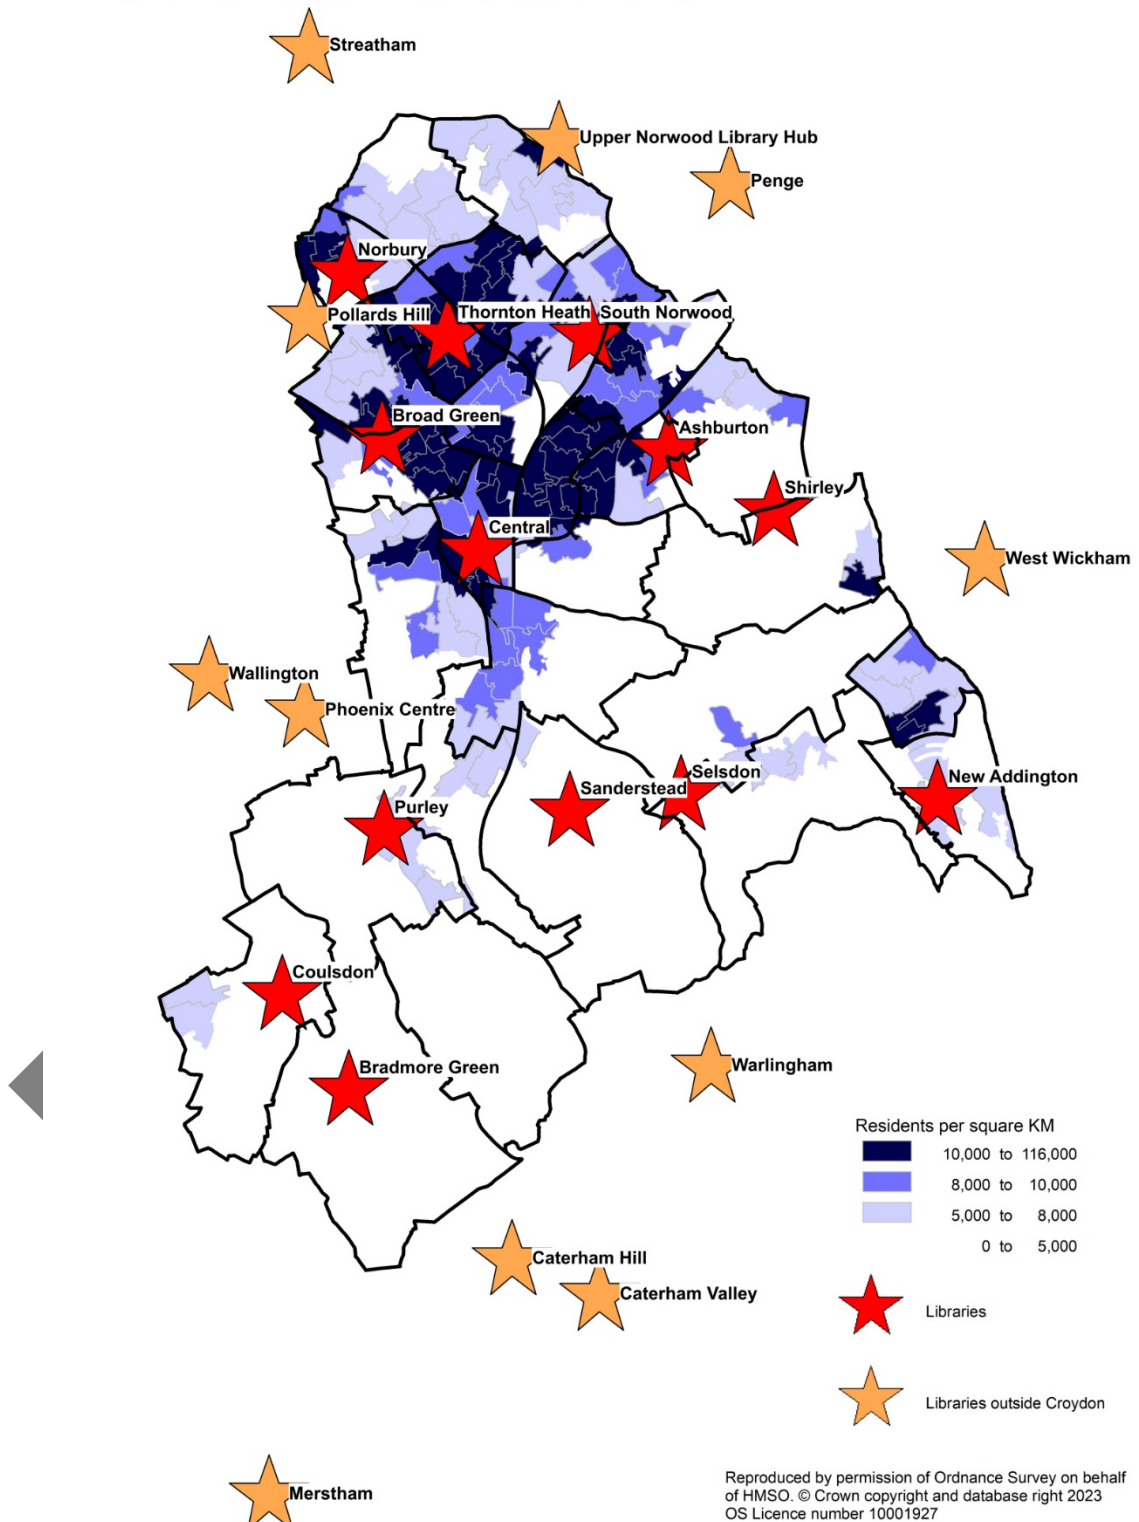 Streatham
Upper Norwood Library Hub
Penge
Norbury
Pollards Hill
Thornton Heath
South Norwood
Broad Green
Ashburton
Shirley
Central
West Wickham
Wallington
Phoenix Centre
Selsdon
New Addington
Sanderstead
Purley
Coulsdon
Bradmore Green
Warlingham
Residents per square KM
10,000 to 116,000
8,000 to 10,000
5,000 to 8,000
0 to 5,000
Caterham Hill
Caterham Valley
Libraries
Libraries outside Croydon
Merstham
Reproduced by permission of Ordnance Survey on behalf
of HMSO. © Crown copyright and database right 2023
OS Licence number 10001927